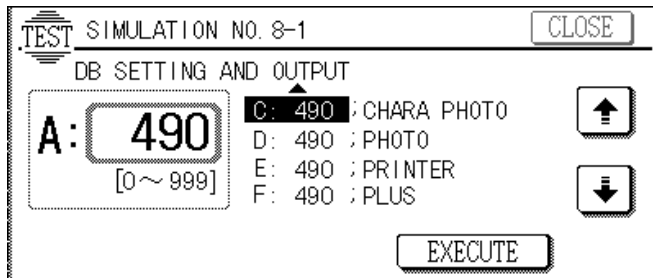 TEST SIMULATION NO. 8-1 CLOSE
DB SETTING AND OUTPUT
A: 490
[0~999]
C: 490 ;CHARA PHOTO
D: 490 ;PHOTO
E: 490 ;PRINTER
F: 490 ;PLUS
EXECUTE